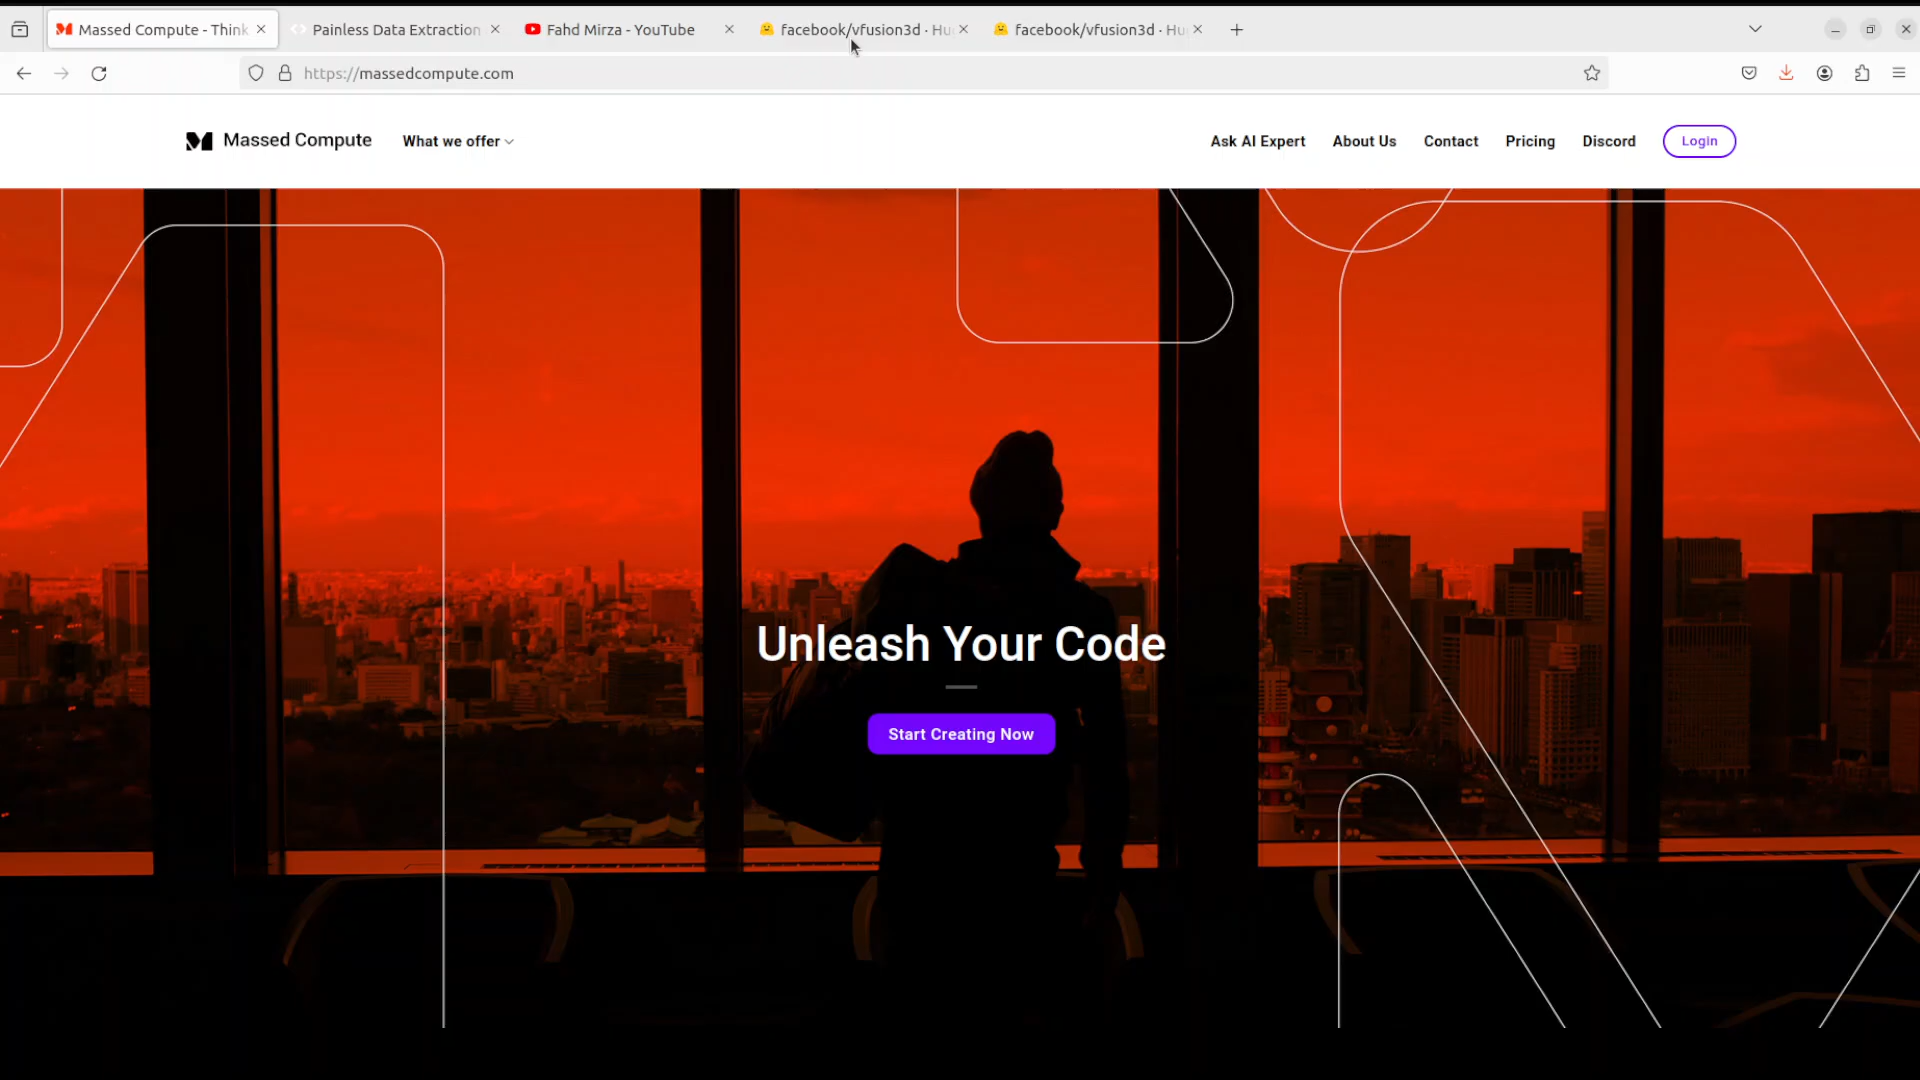 Massed Compute - Think
Painless Data Extraction
Fahd Mirza - YouTube
facebook/vfusion3d · Hu
facebook/vfusion3d · Hu
https://massedcompute.com
Massed Compute
What we offer
Ask AI Expert
About Us
Contact
Pricing
Discord
Login
Unleash Your Code
Start Creating Now